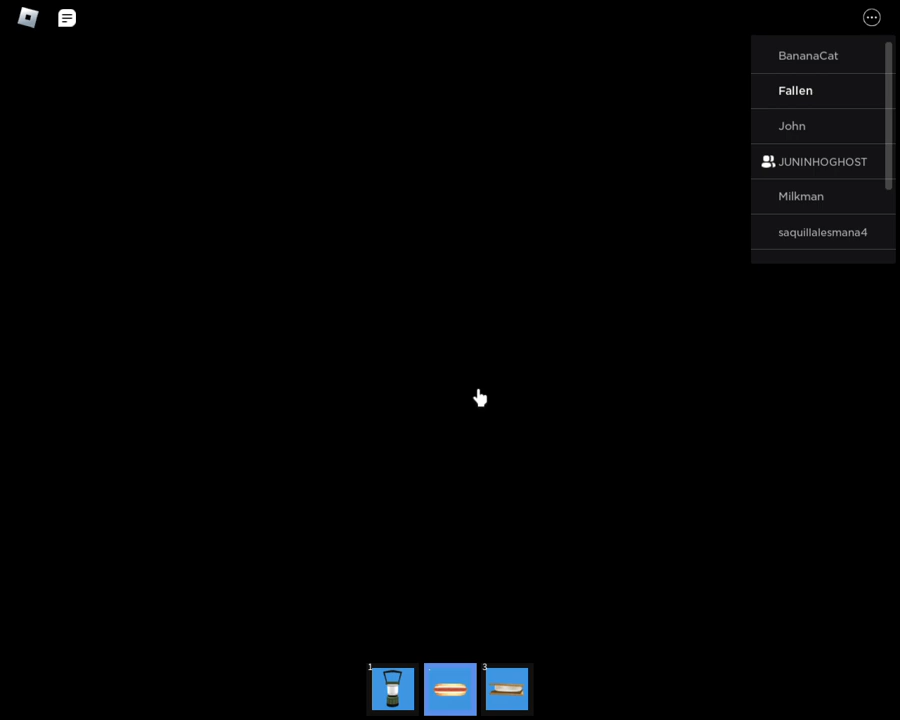 BananaCat
Fallen
John
JUNINHOGHOST
Milkman
saquillalesmana4
1
3